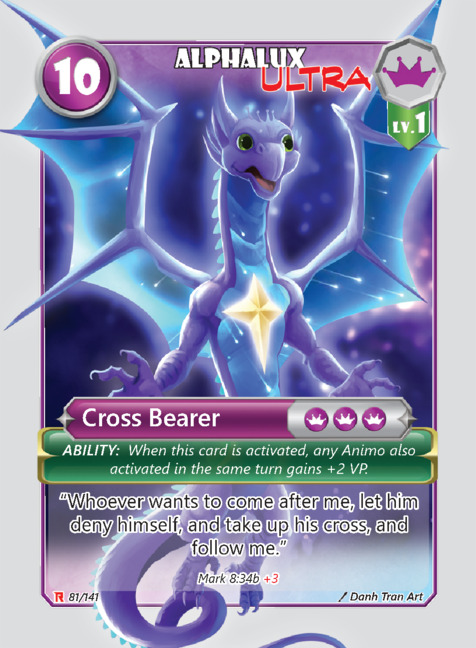 ALPHALUX
ULTRA
10
LV.1
Cross Bearer
ABILITY: When this card is activated, any Animo also
activated in the same turn gains +2 VP.
“Whoever wants to come after me, let him
deny himself, and take up his cross, and
follow me.”
Mark 8:34b +3
R 81/141
Danh Tran Art